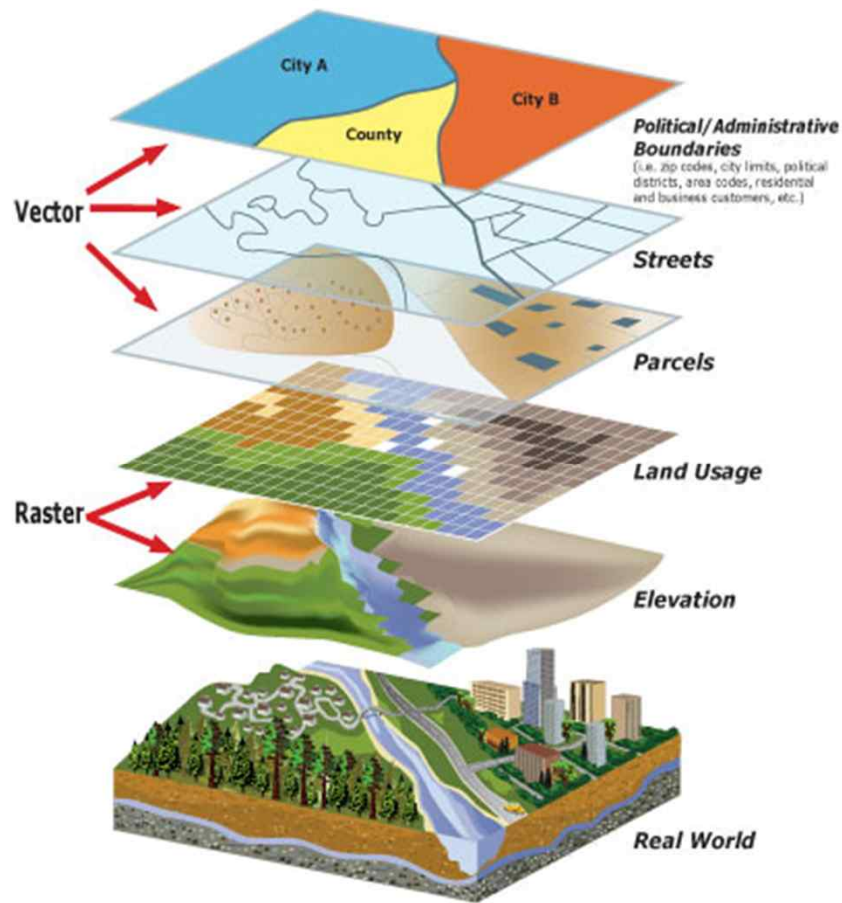 City A
City B
County
Political/Administrative
Boundaries
(i.e. zip codes, city limits, political
districts, area codes, residential
and business customers, etc.)
Vector
Streets
Parcels
Land Usage
Raster
Elevation
Real World